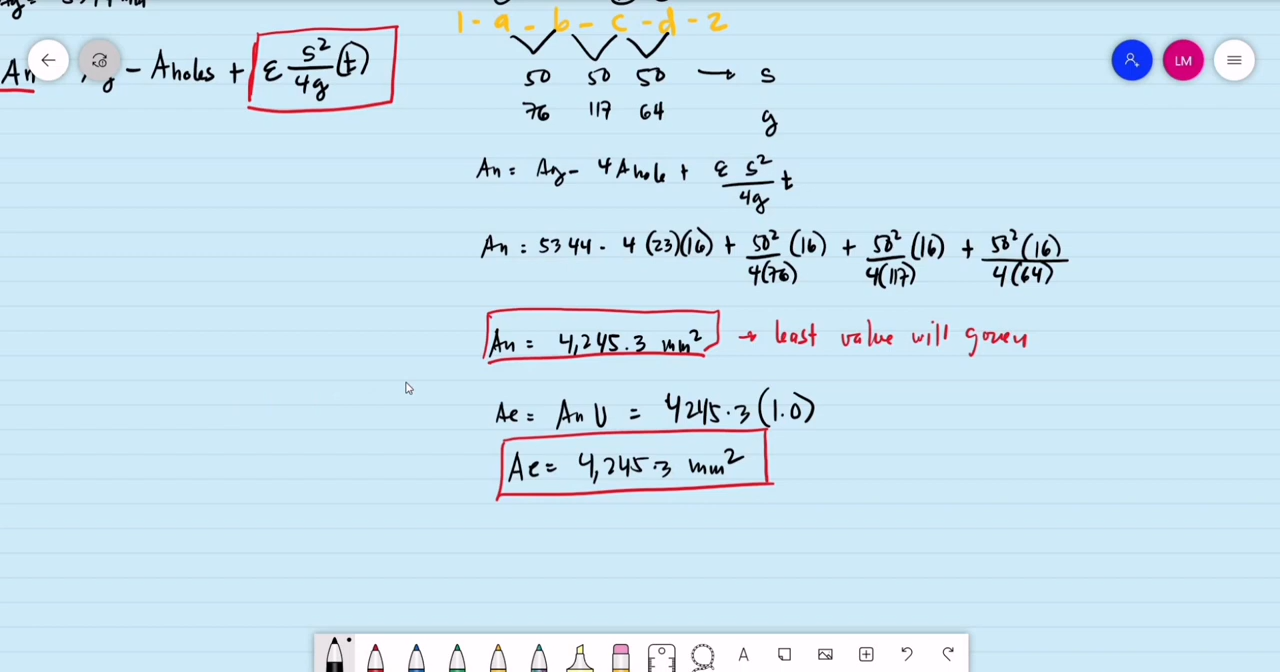 1 - a - b - c - d - 2
An - Aholes + Σ s²/4g (t)
LM
50 50 50 → s
76 117 64 g
An = Ag - 4 Ahole + Σ s²/4g t
An = 5344 - 4 (23)(16) + 50²/4(76) (16) + 50²/4(117) (16) + 50² (16)/4(64)
An = 4,245.3 mm² → least value will govern
Ae = An U = 4245.3 (1.0)
Ae = 4,245.3 mm²
A